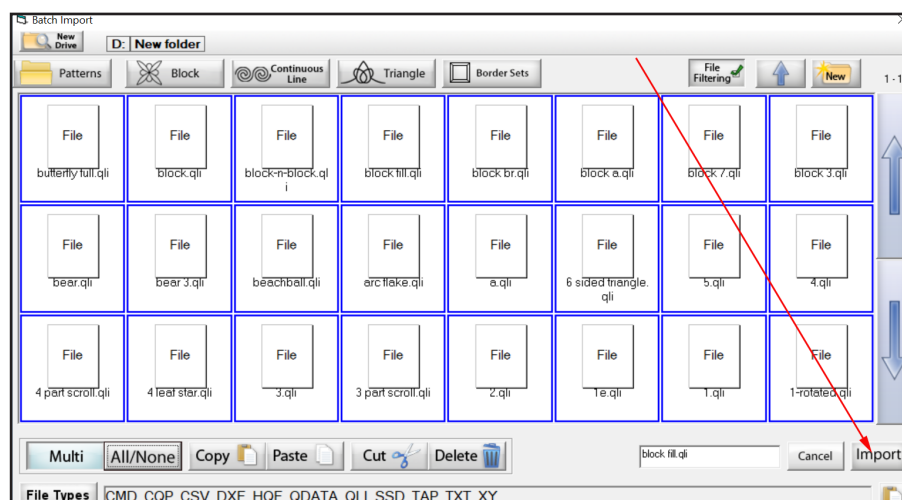 Batch Import
New
Drive
D: New folder
Patterns
Block
Continuous
Line
Triangle
Border Sets
File
Filtering
New
1 - 1
File
butterfly full.qli
File
block.qli
File
block-n-block.ql
i
File
block fill.qli
File
block br.qli
File
block a.qli
File
block 7.qli
File
block 3.qli
File
bear.qli
File
bear 3.qli
File
beachball.qli
File
arc flake.qli
File
a.qli
File
6 sided triangle.
qli
File
5.qli
File
4.qli
File
4 part scroll.qli
File
4 leaf star.qli
File
3.qli
File
3 part scroll.qli
File
2.qli
File
1e.qli
File
1.qli
File
1-rotated.qli
Multi
All/None
Copy
Paste
Cut
Delete
block fill.qli
Cancel
Import
File Types
CMD CQP CSV DXF HQF QDATA QLI SSD TAP TXT XY